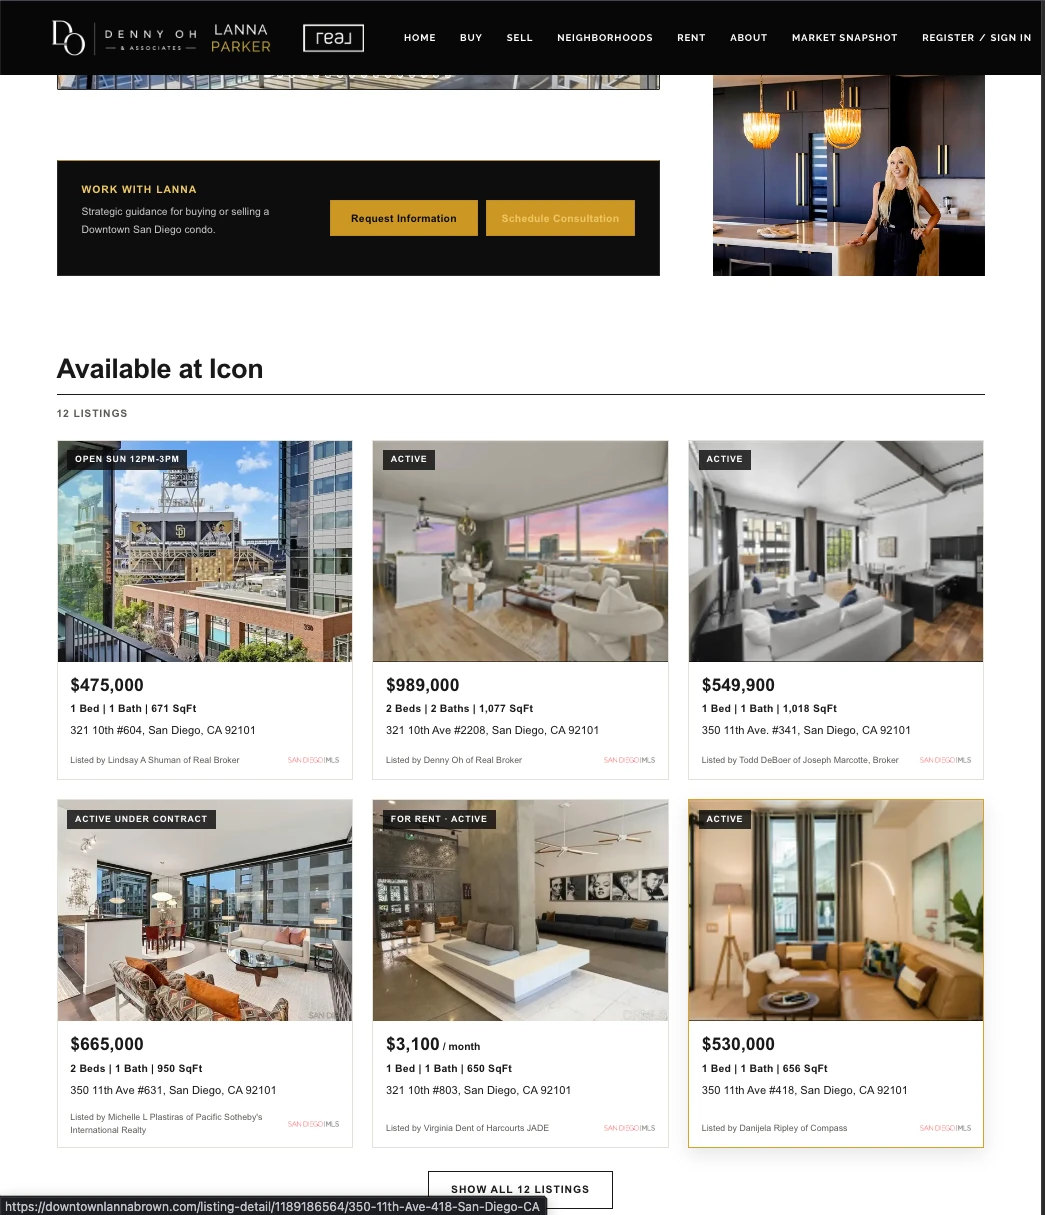 DO DENNY OH LANNA
& ASSOCIATES PARKER
real
HOME BUY SELL NEIGHBORHOODS RENT ABOUT MARKET SNAPSHOT REGISTER / SIGN IN
WORK WITH LANNA
Strategic guidance for buying or selling a
Downtown San Diego condo.
Request Information
Schedule Consultation
Available at Icon
12 LISTINGS
OPEN SUN 12PM-3PM
SD
336
$475,000
1 Bed | 1 Bath | 671 SqFt
321 10th #604, San Diego, CA 92101
Listed by Lindsay A Shuman of Real Broker
SAN DIEGO|MLS
ACTIVE
$989,000
2 Beds | 2 Baths | 1,077 SqFt
321 10th Ave #2208, San Diego, CA 92101
Listed by Denny Oh of Real Broker
SAN DIEGO|MLS
ACTIVE
$549,900
1 Bed | 1 Bath | 1,018 SqFt
350 11th Ave. #341, San Diego, CA 92101
Listed by Todd DeBoer of Joseph Marcotte, Broker
SAN DIEGO|MLS
ACTIVE UNDER CONTRACT
$665,000
2 Beds | 1 Bath | 950 SqFt
350 11th Ave #631, San Diego, CA 92101
Listed by Michelle L Plastiras of Pacific Sotheby's
International Realty
SAN DIEGO|MLS
FOR RENT · ACTIVE
$3,100 / month
1 Bed | 1 Bath | 650 SqFt
321 10th #803, San Diego, CA 92101
Listed by Virginia Dent of Harcourts JADE
SAN DIEGO|MLS
ACTIVE
$530,000
1 Bed | 1 Bath | 656 SqFt
350 11th Ave #418, San Diego, CA 92101
Listed by Danijela Ripley of Compass
SAN DIEGO|MLS
SHOW ALL 12 LISTINGS
https://downtownlannabrown.com/listing-detail/1189186564/350-11th-Ave-418-San-Diego-CA